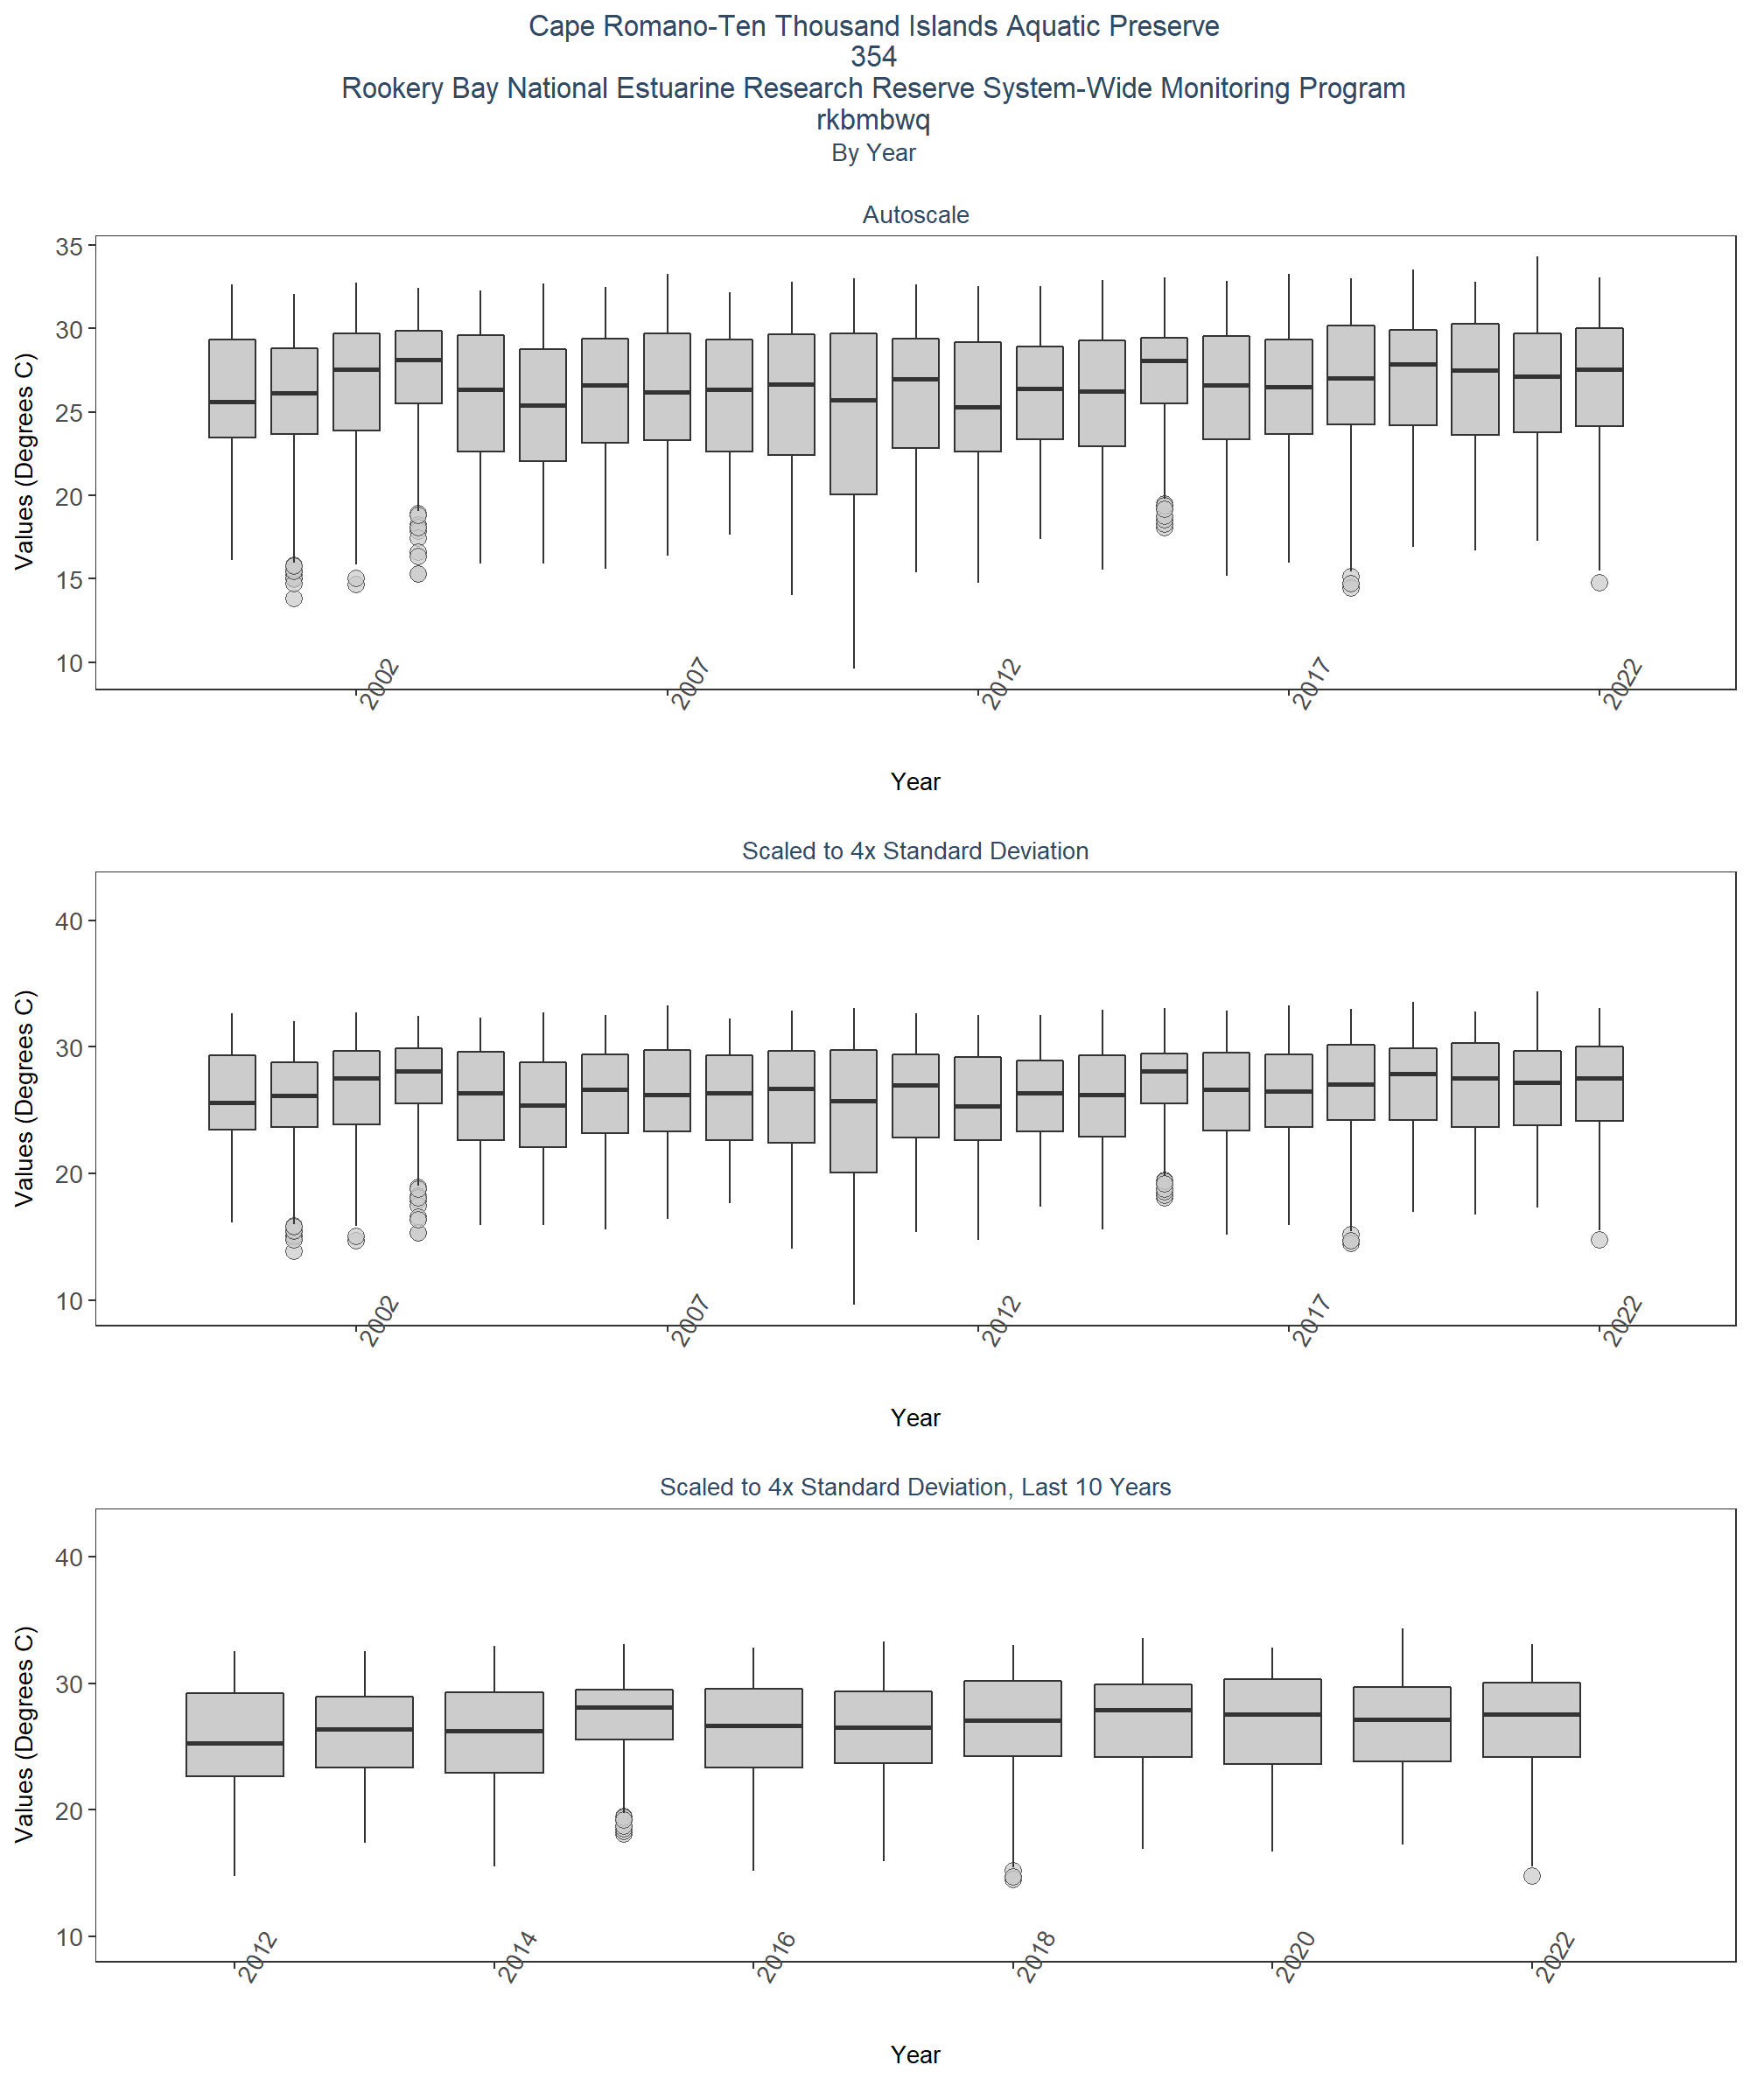 Cape Romano-Ten Thousand Islands Aquatic Preserve
354
Rookery Bay National Estuarine Research Reserve System-Wide Monitoring Program
rkbmbwq
By Year
Autoscale
Values (Degrees C)
35
30
25
20
15
10
2002 2007 2012 2017 2022
Year
Scaled to 4x Standard Deviation
Values (Degrees C)
40
30
20
10
2002 2007 2012 2017 2022
Year
Scaled to 4x Standard Deviation, Last 10 Years
Values (Degrees C)
40
30
20
10
2012 2014 2016 2018 2020 2022
Year